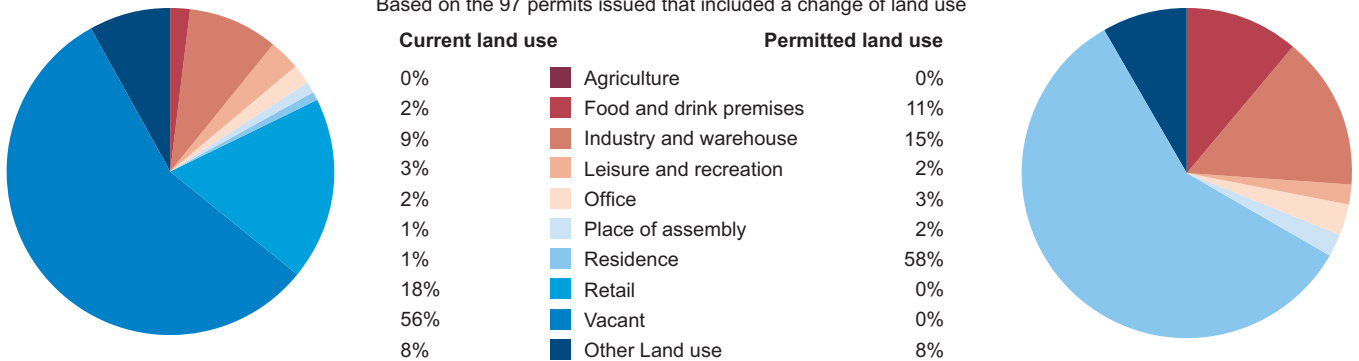 Based on the 97 permits issued that included a change of land use
Current land use Permitted land use
0% Agriculture 0%
2% Food and drink premises 11%
9% Industry and warehouse 15%
3% Leisure and recreation 2%
2% Office 3%
1% Place of assembly 2%
1% Residence 58%
18% Retail 0%
56% Vacant 0%
8% Other Land use 8%